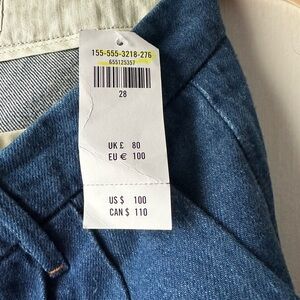 155-555-3218-276
655125357
28
UK £ 80
EU € 100
US $ 100
CAN $ 110